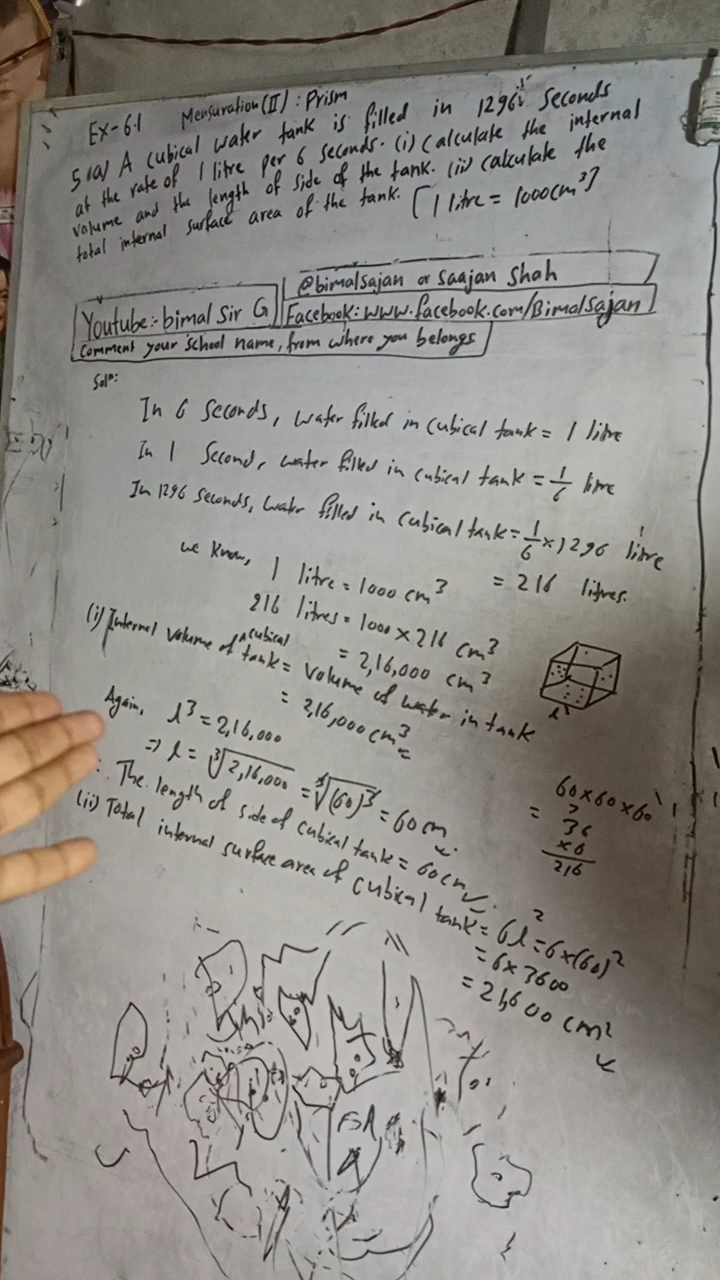 Ex-6.1 Mensuration (II) : Prism
5.(a) A cubical water tank is filled in 1296 seconds
at the rate of 1 litre per 6 seconds. (i) Calculate the internal
volume and the length of side of the tank. (ii) calculate the
total internal surface area of the tank. [1 litre = 1000 cm³]
@bimalsajan or Saajan Shah
Youtube:- bimal Sir G
Facebook: www.facebook.com/BimalSajan
Comment your school name, from where you belongs
Solⁿ:
In 6 Seconds, water filled in cubical tank = 1 litre
In 1 Second, water filled in cubical tank = 1/6 litre
In 1296 Seconds, water filled in cubical tank = 1/6 × 1296 litre
= 216 litres.
we know,
1 litre = 1000 cm³
216 litres = 1000 × 216 cm³
= 2,16,000 cm³
(i) Internal volume of cubical tank = volume of water in tank
= 2,16,000 cm³
Again, l³ = 2,16,000
⇒ l = ∛2,16,000 = ∛(60)³ = 60 cm
∴ The length of side of cubical tank = 60 cm
(ii) Total internal surface area of cubical tank = 6l² = 6×(60)²
= 6×3600
= 21,600 cm²
60×60×60
=
36
×6
216